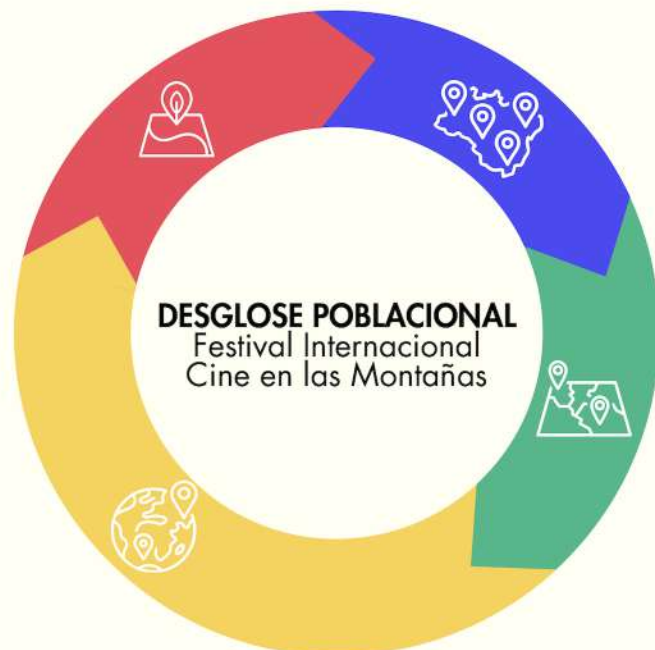 DESGLOSE POBLACIONAL
Festival Internacional
Cine en las Montañas